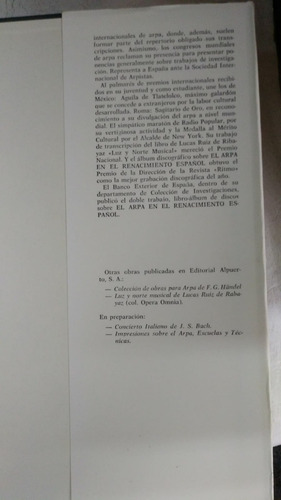 internacionales de arpa, donde, además, suelen
formar parte del repertorio obligado sus trans-
cripciones. Asimismo, los congresos mundiales
de arpa reclaman su presencia para presentar po-
nencias generalmente sobre trabajos de investiga-
ción. Representa a España ante la Sociedad Inter-
nacional de Arpistas.
Al palmarés de premios internacionales recibi-
dos en su juventud y como estudiante, une los de
México: Aguila de Tlatelolco, máximo galardón
que se concede a extranjeros por la labor cultural
desarrollada. Roma: Sagitario de Oro, en recono-
cimiento a su divulgación del arpa a nivel mun-
dial. El simpático maratón de Radio Popular, por
su vertiginosa actividad y la Medalla al Mérito
Cultural por el Alcalde de New York. Su trabajo
de transcripción del libro de Lucas Ruiz de Riba-
yaz «Luz y Norte Musical» mereció el Premio
Nacional. Y el álbum discográfico sobre EL ARPA
EN EL RENACIMIENTO ESPAÑOL obtuvo el
Premio de la Dirección de la Revista «Ritmo»
como la mejor grabación discográfica del año.
El Banco Exterior de España, dentro de su
departamento de Colección de Investigaciones,
publicó el doble trabajo, libro-álbum de discos
sobre EL ARPA EN EL RENACIMIENTO ES-
PAÑOL.
Otras obras publicadas en Editorial Alpuer-
to, S. A.:
— Colección de obras para Arpa de F. G. Händel
— Luz y norte musical de Lucas Ruiz de Riba-
yaz (col. Opera Omnia).
En preparación:
— Concierto Italiano de J. S. Bach.
— Impresiones sobre el Arpa, Escuelas y Téc-
nicas.